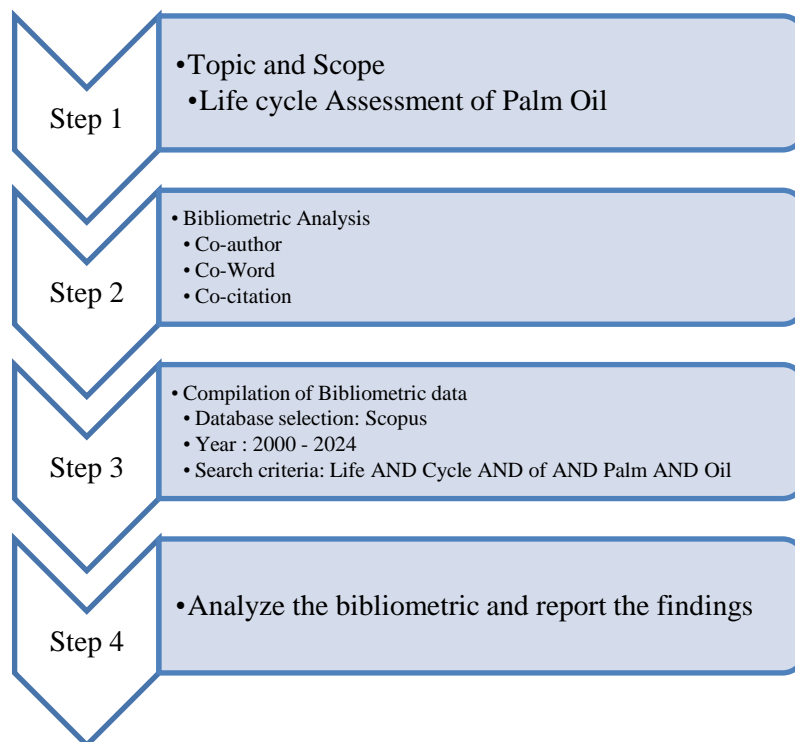 Step 1
•Topic and Scope
•Life cycle Assessment of Palm Oil
Step 2
• Bibliometric Analysis
• Co-author
• Co-Word
• Co-citation
Step 3
• Compilation of Bibliometric data
• Database selection: Scopus
• Year : 2000 - 2024
• Search criteria: Life AND Cycle AND of AND Palm AND Oil
Step 4
•Analyze the bibliometric and report the findings